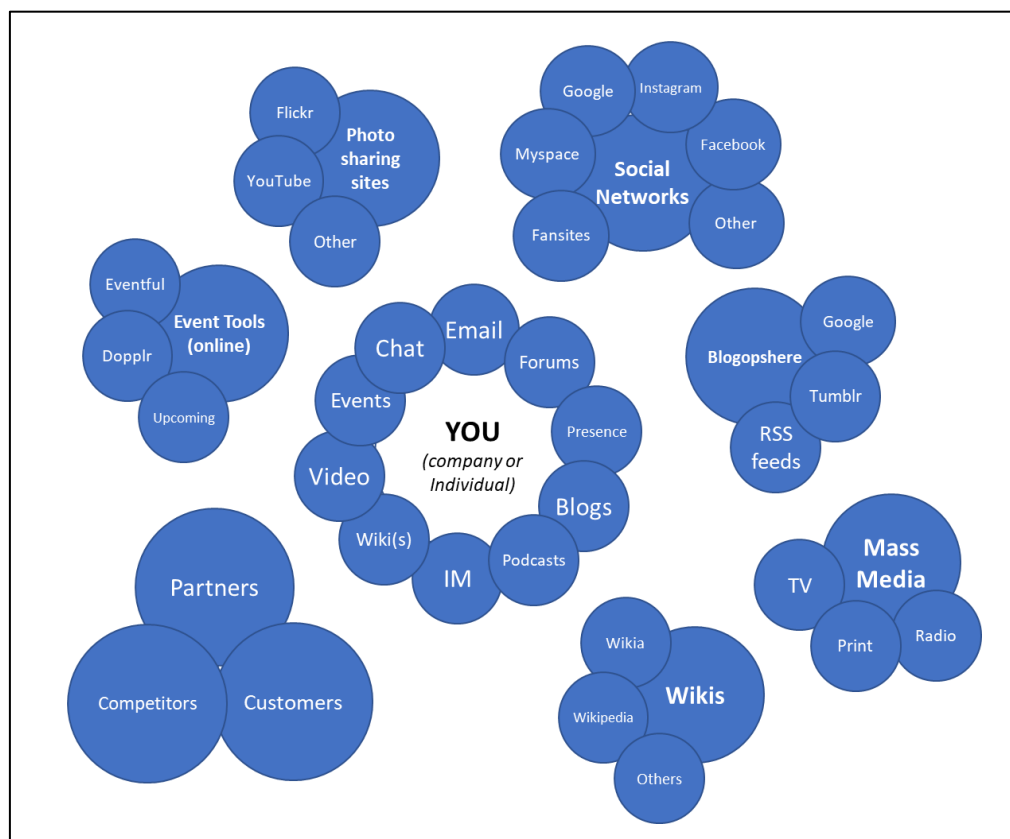 Flickr
Photo
sharing
sites
YouTube
Other
Google
Instagram
Myspace
Facebook
Social
Networks
Fansites
Other
Eventful
Event Tools
(online)
Dopplr
Upcoming
Email
Chat
Forums
Events
Presence
YOU
(company or
Individual)
Video
Blogs
Wiki(s)
Podcasts
IM
Google
Blogopshere
Tumblr
RSS
feeds
Partners
Competitors
Customers
Mass
Media
TV
Print
Radio
Wikia
Wikis
Wikipedia
Others